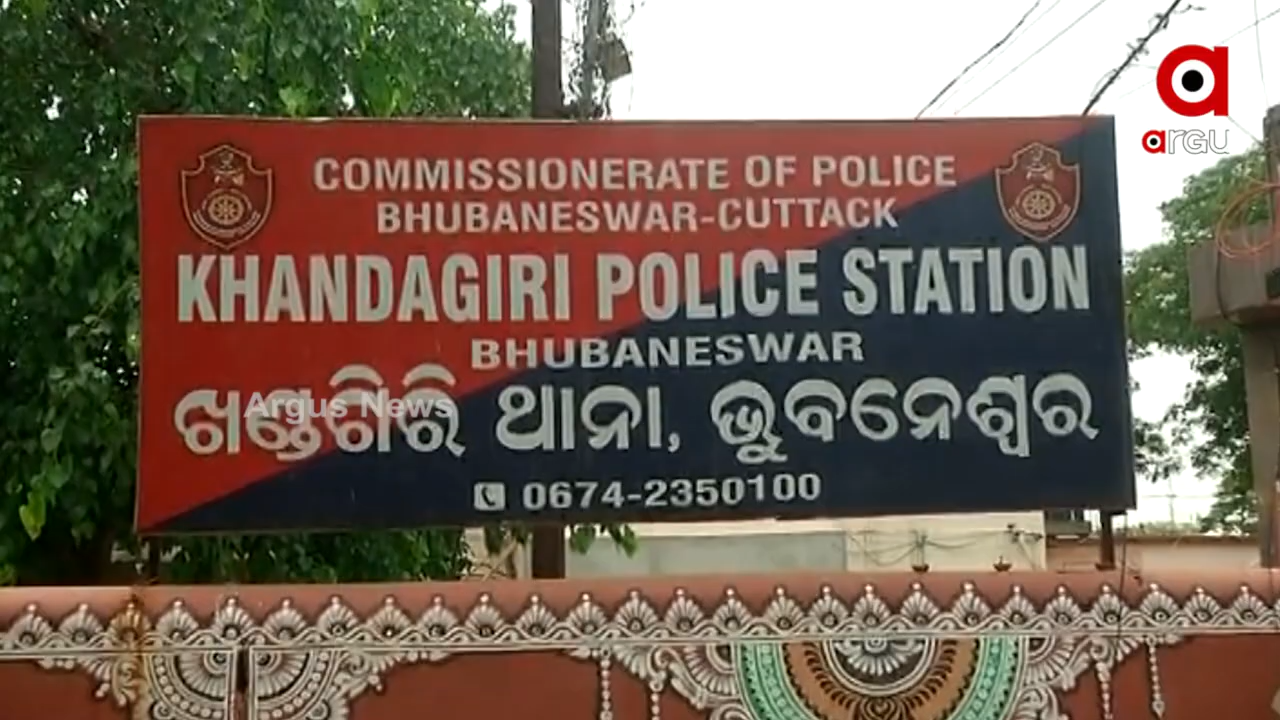 argu
COMMISSIONERATE OF POLICE
BHUBANESWAR-CUTTACK
KHANDAGIRI POLICE STATION
BHUBANESWAR
ଖଣ୍ଡଗିରି ଥାନା, ଭୁବନେଶ୍ୱର
Argus News
0674-2350100